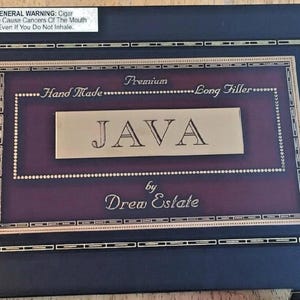 GENERAL WARNING: Cigar
Cause Cancers Of The Mouth
Even If You Do Not Inhale.
Premium
Hand Made
Long Filler
JAVA
by
Drew Estate